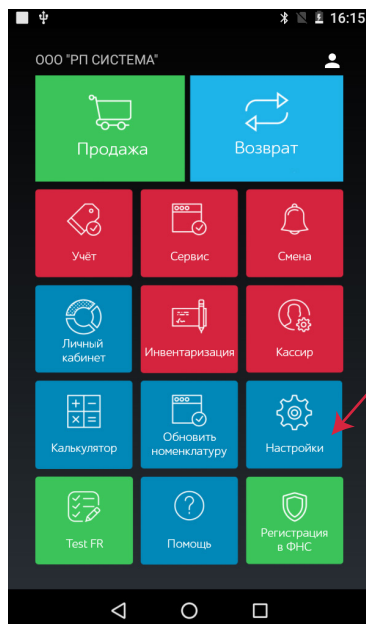 16:15
ООО "РП СИСТЕМА"
Продажа
Возврат
Учёт
Сервис
Смена
Личный
кабинет
Инвентаризация
Кассир
Калькулятор
Обновить
номенклатуру
Настройки
Test FR
Помощь
Регистрация
в ФНС